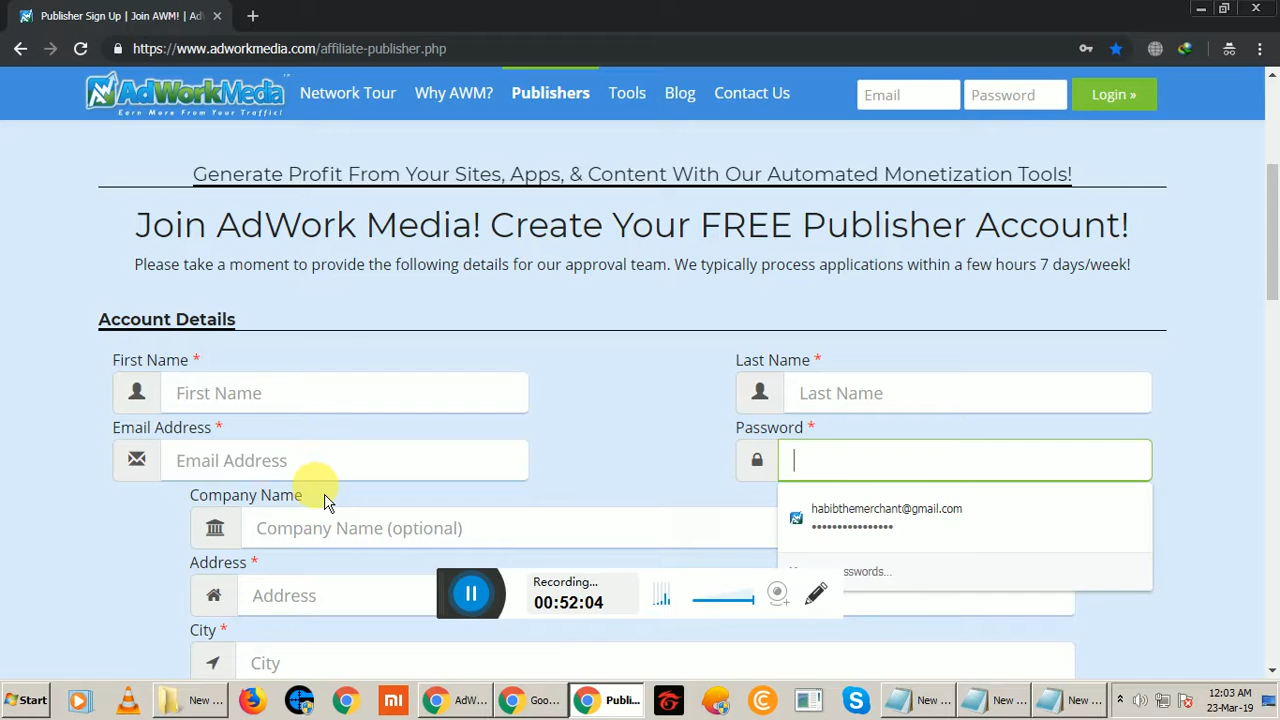 Publisher Sign Up | Join AWM! | Ad
https://www.adworkmedia.com/affiliate-publisher.php
AdWorkMedia
Earn More From Your Traffic!
Network Tour
Why AWM?
Publishers
Tools
Blog
Contact Us
Email
Password
Login »
Generate Profit From Your Sites, Apps, & Content With Our Automated Monetization Tools!
Join AdWork Media! Create Your FREE Publisher Account!
Please take a moment to provide the following details for our approval team. We typically process applications within a few hours 7 days/week!
Account Details
First Name *
Last Name *
First Name
Last Name
Email Address *
Password *
Email Address
Company Name
habibthemerchant@gmail.com
••••••••••••••••
Company Name (optional)
Address *
asswords...
Address
Recording...
00:52:04
City *
City
Start
New ...
AdW...
Goo...
Publi...
New ...
New ...
New ...
12:03 AM
23-Mar-19